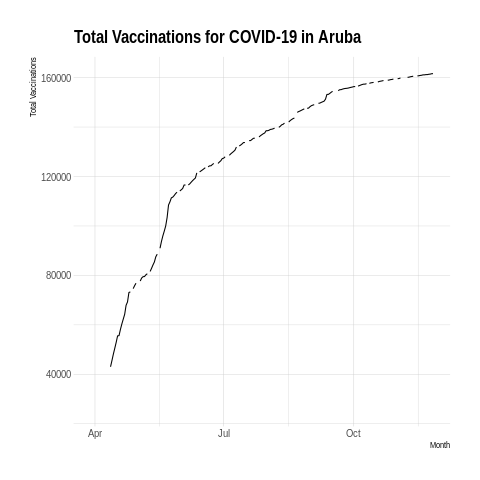 Total Vaccinations for COVID-19 in Aruba
Total Vaccinations
160000
120000
80000
40000
Apr Jul Oct
Month